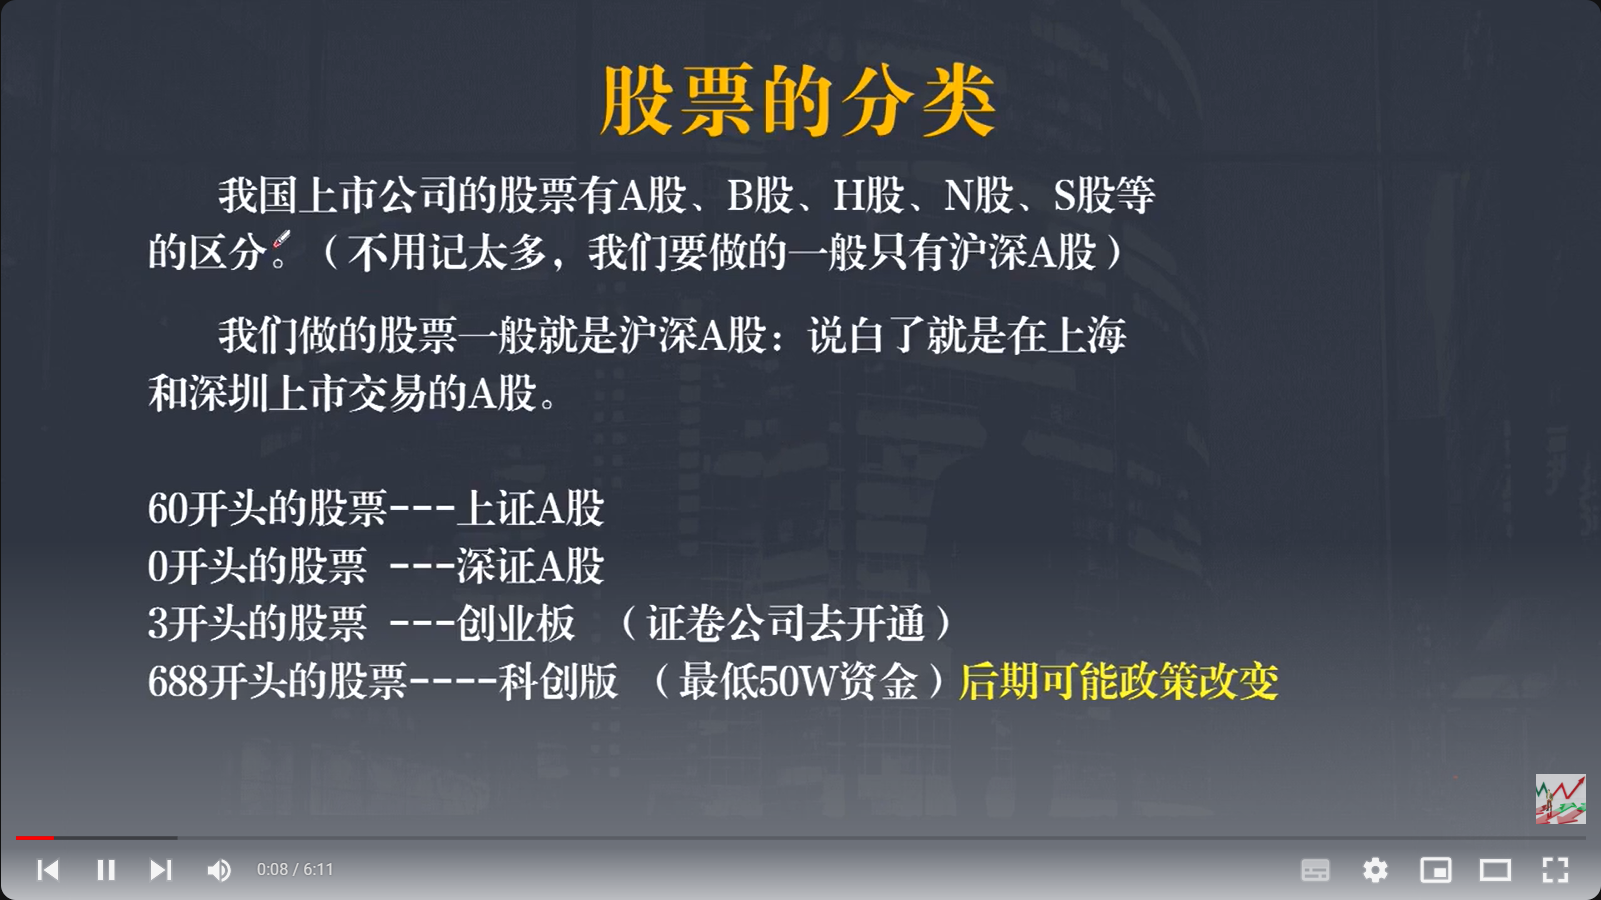 股票的分类
我国上市公司的股票有A股、B股、H股、N股、S股等
的区分。（不用记太多，我们要做的一般只有沪深A股）
我们做的股票一般就是沪深A股：说白了就是在上海
和深圳上市交易的A股。
60开头的股票---上证A股
0开头的股票 ---深证A股
3开头的股票 ---创业板 （证卷公司去开通）
688开头的股票----科创版 （最低50W资金）后期可能政策改变
0:08 / 6:11